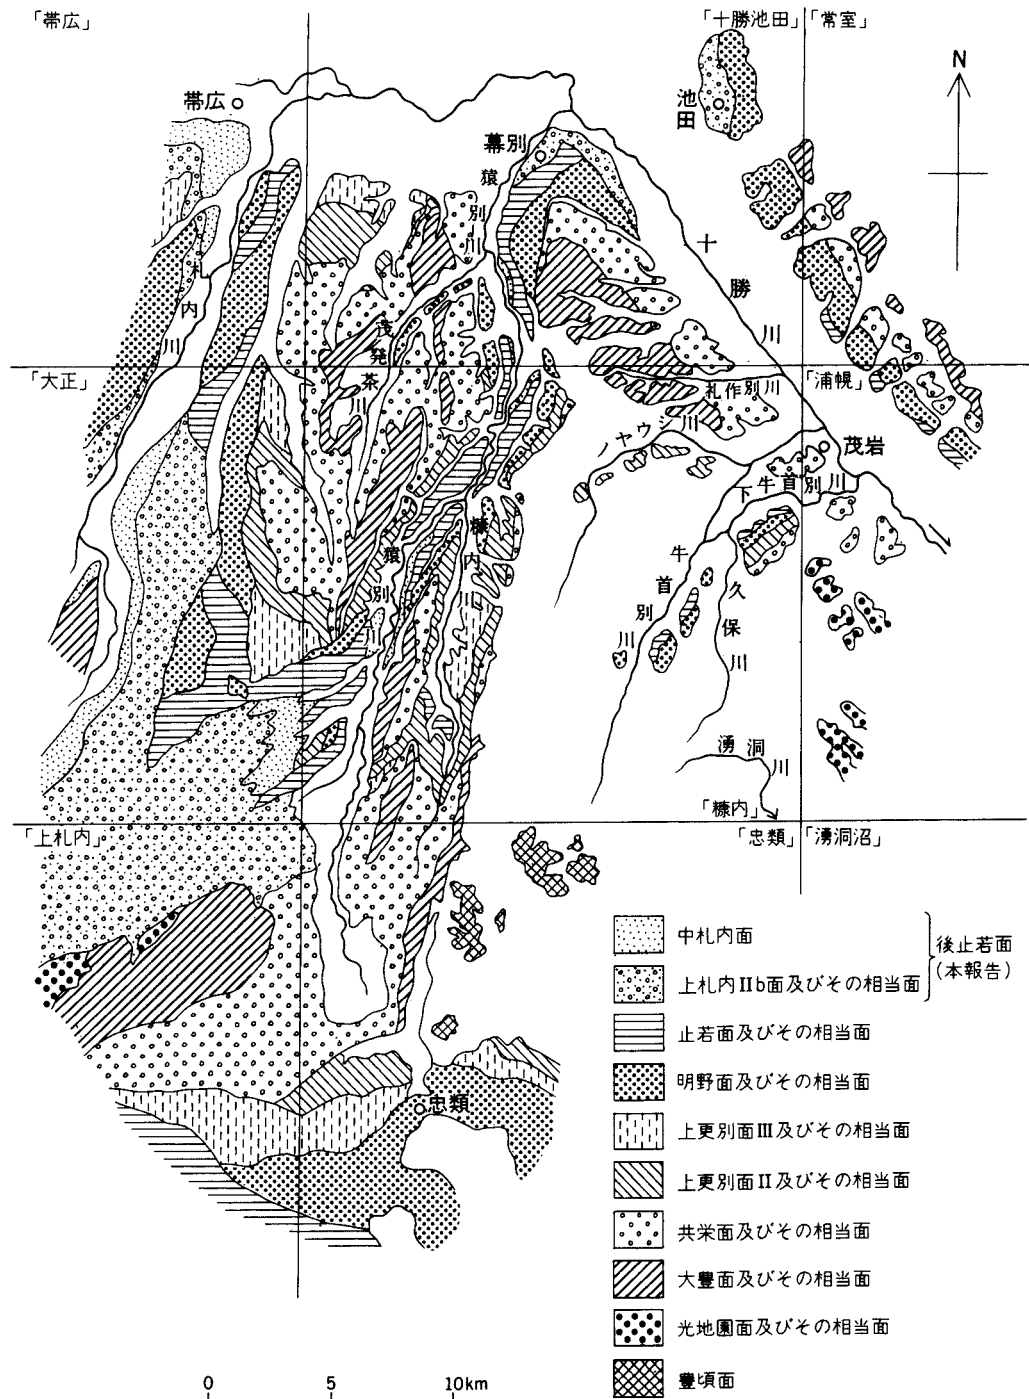 「帯広」
「十勝池田」
「常室」
N
帯広
池田
幕別
猿別川
札内川
十勝川
茂発茶川
「大正」
「浦幌」
礼作別川
ノヤウシ川
茂岩
下牛首別川
糠内川
猿別川
牛首別川
久保川
湧洞川
「糠内」
「上札内」
「忠類」
「湧洞沼」
忠類
中札内面
上札内IIb面及びその相当面
後止若面
(本報告)
止若面及びその相当面
明野面及びその相当面
上更別面III及びその相当面
上更別面II及びその相当面
共栄面及びその相当面
大豊面及びその相当面
光地園面及びその相当面
豊頃面
0 5 10km